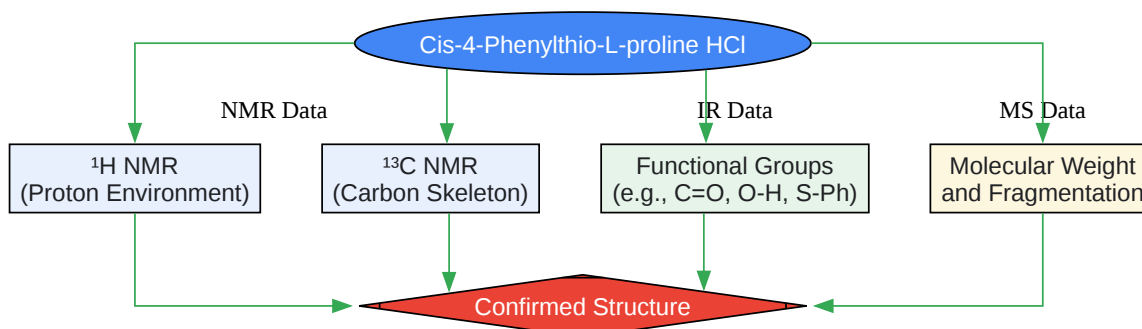 Cis-4-Phenylthio-L-proline HCl
NMR Data
IR Data
MS Data
¹H NMR
(Proton Environment)
¹³C NMR
(Carbon Skeleton)
Functional Groups
(e.g., C=O, O-H, S-Ph)
Molecular Weight
and Fragmentation
Confirmed Structure